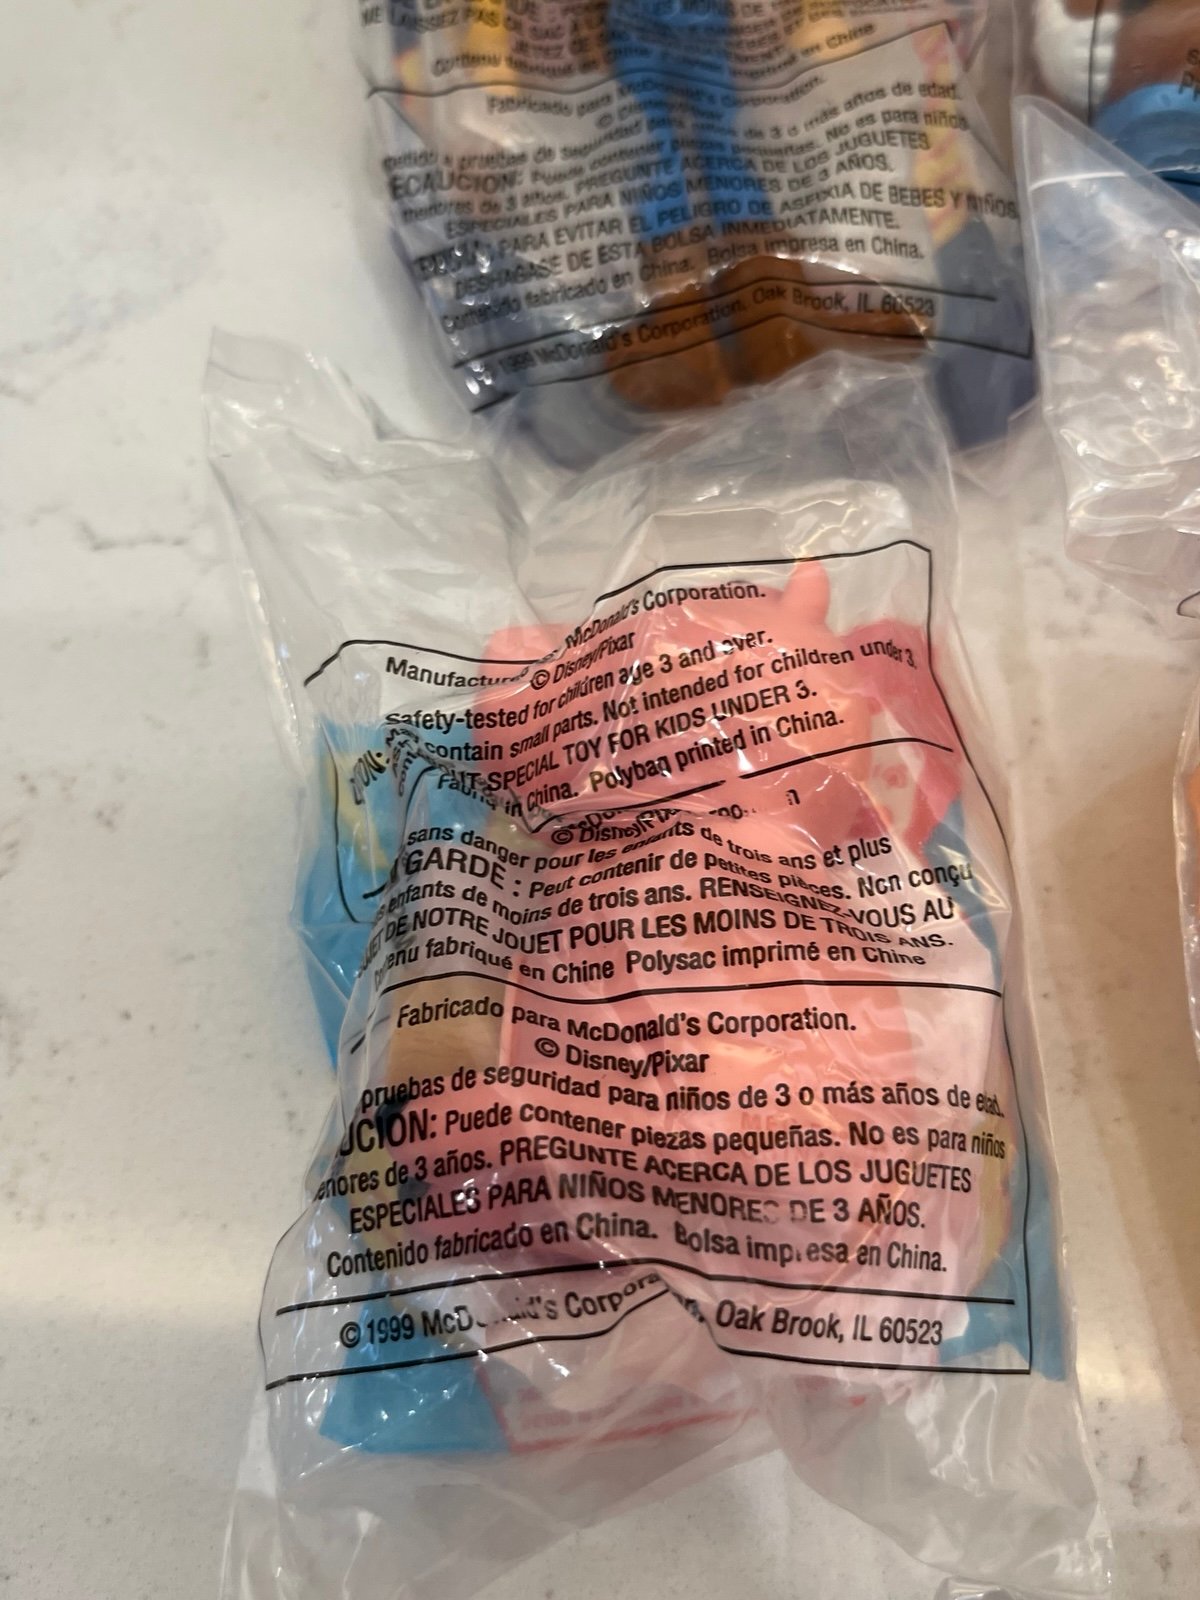 Fabricado para McDonald's Corporation.
© Disney/Pixar
pruebas de seguridad para niños de 3 o más años de edad.
ECAUCION: Puede contener piezas pequeñas. No es para niños
menores de 3 años. PREGUNTE ACERCA DE LOS JUGUETES
ESPECIALES PARA NIÑOS MENORES DE 3 AÑOS.
PARA EVITAR EL PELIGRO DE ASFIXIA DE BEBES Y NIÑOS
DESHAGASE DE ÉSTA BOLSA INMEDIATAMENTE.
Contenido fabricado en China. Bolsa impresa en China.
© 1999 McDonald's Corporation, Oak Brook, IL 60523
McDonald's Corporation.
© Disney/Pixar
Safety-tested for children age 3 and over.
contain small parts. Not intended for children under 3.
SPECIAL TOY FOR KIDS UNDER 3.
in China. Polybag printed in China.
© Disney/Pix
sans danger pour les enfants de trois ans et plus
GARDE : Peut contenir de petites pièces. Non conçu
enfants de moins de trois ans. RENSEIGNEZ-VOUS AU
DE NOTRE JOUET POUR LES MOINS DE TROIS ANS.
enu fabriqué en Chine Polysac imprimé en Chine
Fabricado para McDonald's Corporation.
© Disney/Pixar
pruebas de seguridad para niños de 3 o más años de edad.
UCION: Puede contener piezas pequeñas. No es para niños
enores de 3 años. PREGUNTE ACERCA DE LOS JUGUETES
ESPECIALES PARA NIÑOS MENORES DE 3 AÑOS.
Contenido fabricado en China. Bolsa impresa en China.
© 1999 McDonald's Corporation, Oak Brook, IL 60523